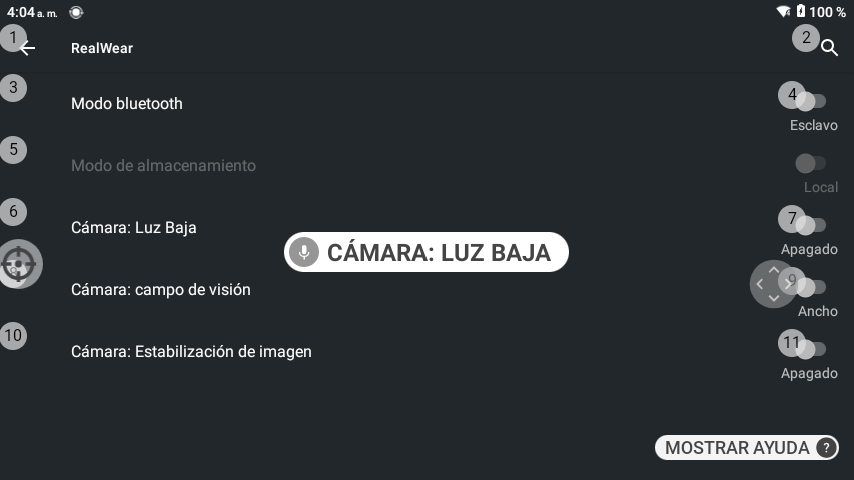 4:04 a. m. 100 %
1 RealWear 2
3 Modo bluetooth 4
Esclavo
5 Modo de almacenamiento
Local
6 Cámara: Luz Baja 7
Apagado
CÁMARA: LUZ BAJA
Cámara: campo de visión 9
Ancho
10 Cámara: Estabilización de imagen 11
Apagado
MOSTRAR AYUDA ?